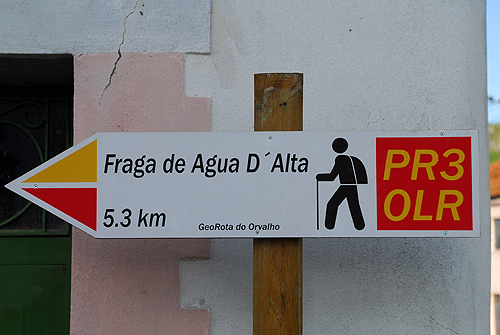 Fraga de Agua D´Alta
5.3 km
GeoRota do Orvalho
PR3
OLR